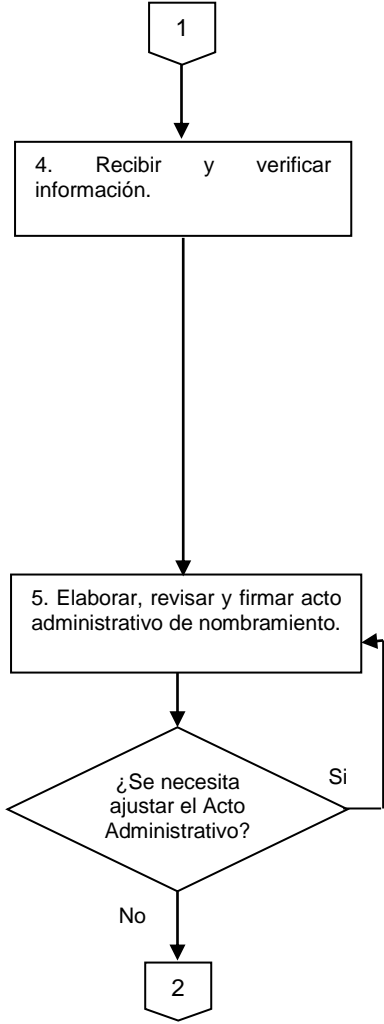 1
4. Recibir y verificar
información.
5. Elaborar, revisar y firmar acto
administrativo de nombramiento.
¿Se necesita
ajustar el Acto
Administrativo?
Si
No
2